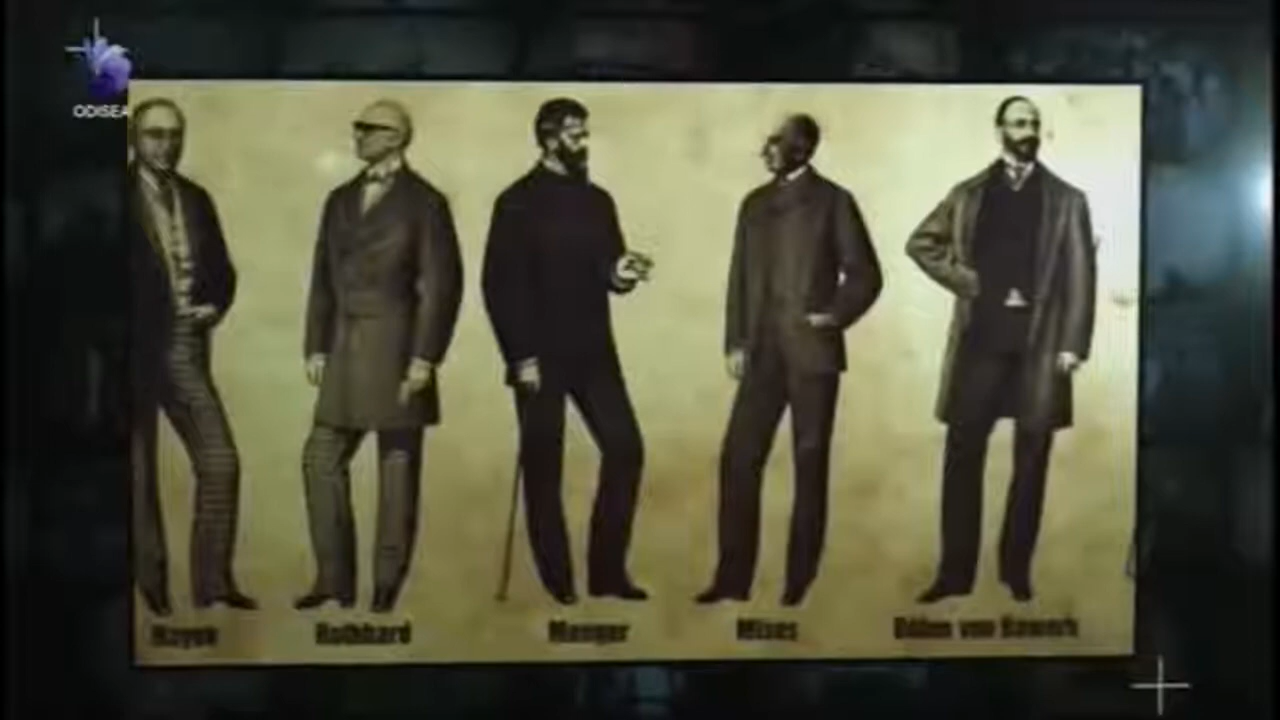 ODISEA
Hayek
Rothbard
Menger
Mises
Böhm von Bawerk